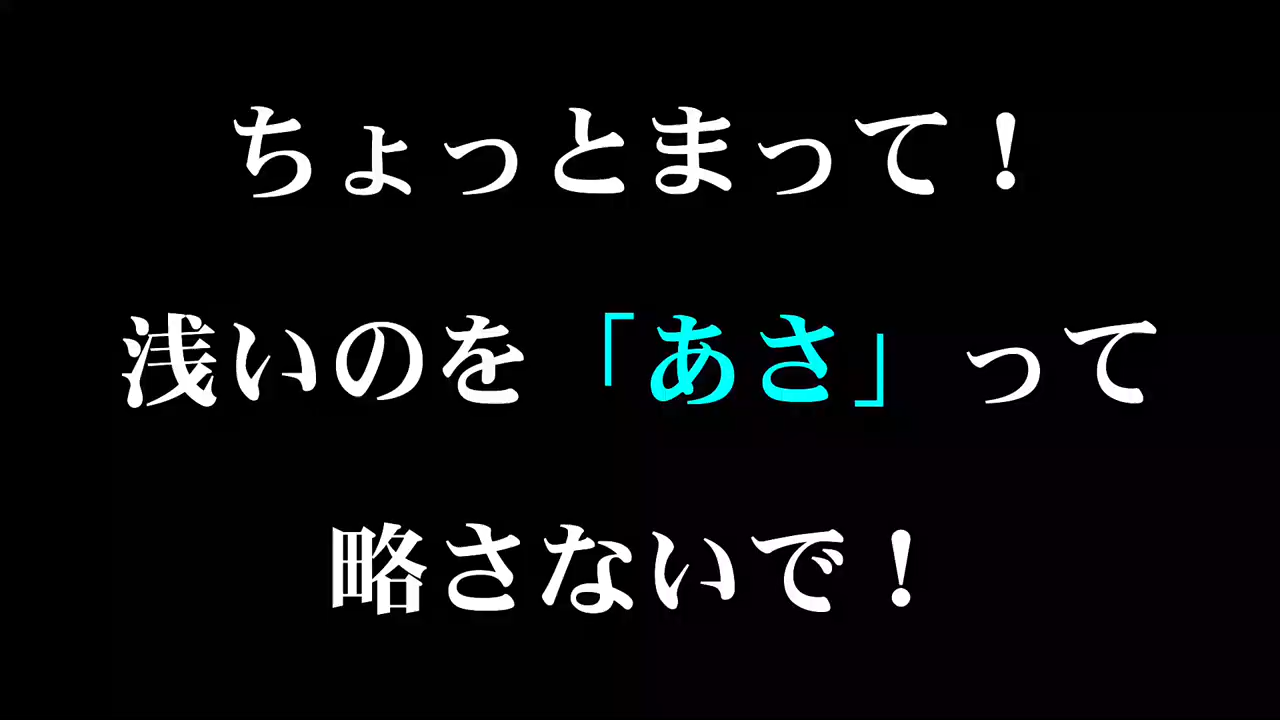 ちょっとまって！
浅いのを「あさ」って
略さないで！